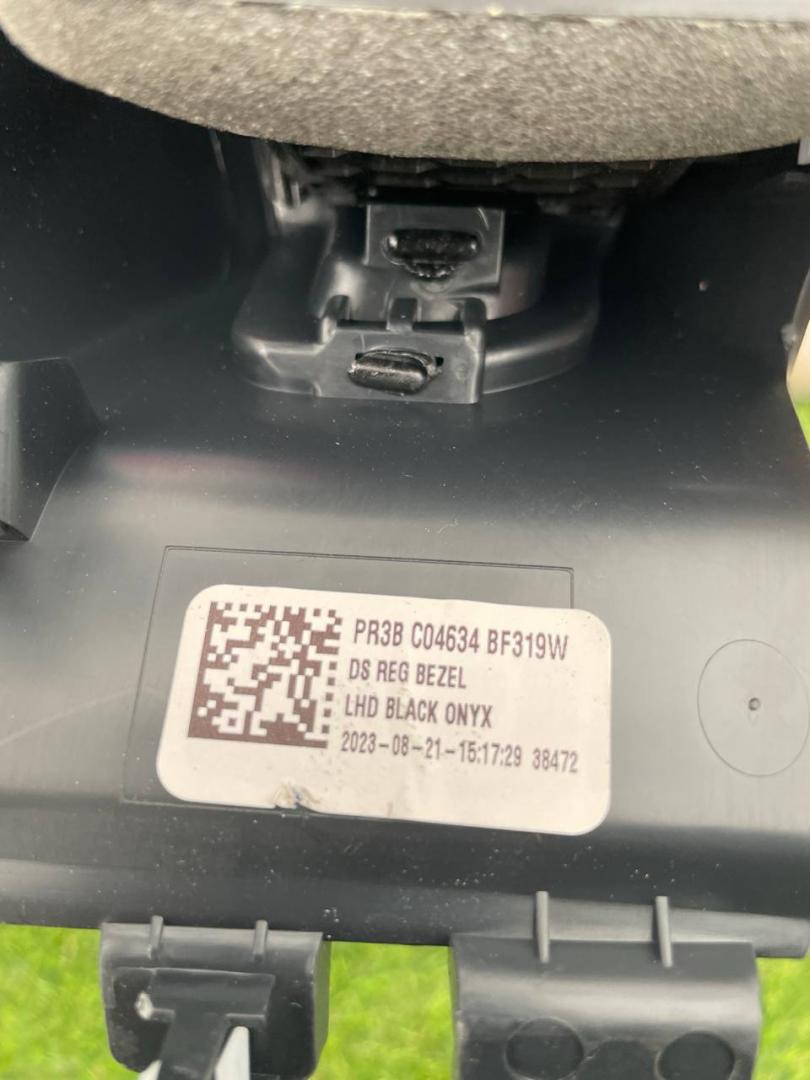 PR3B C04634 BF319W
DS REG BEZEL
LHD BLACK ONYX
2023-08-21-15:17:29 38472